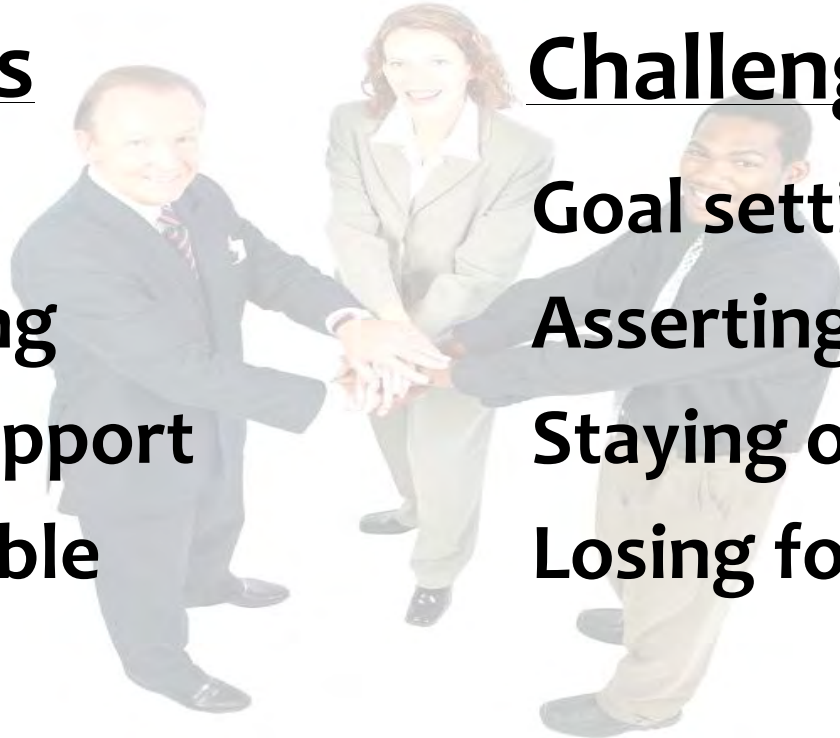 s
Challeng
Goal setti
ng
Asserting
pport
Staying o
ble
Losing fo